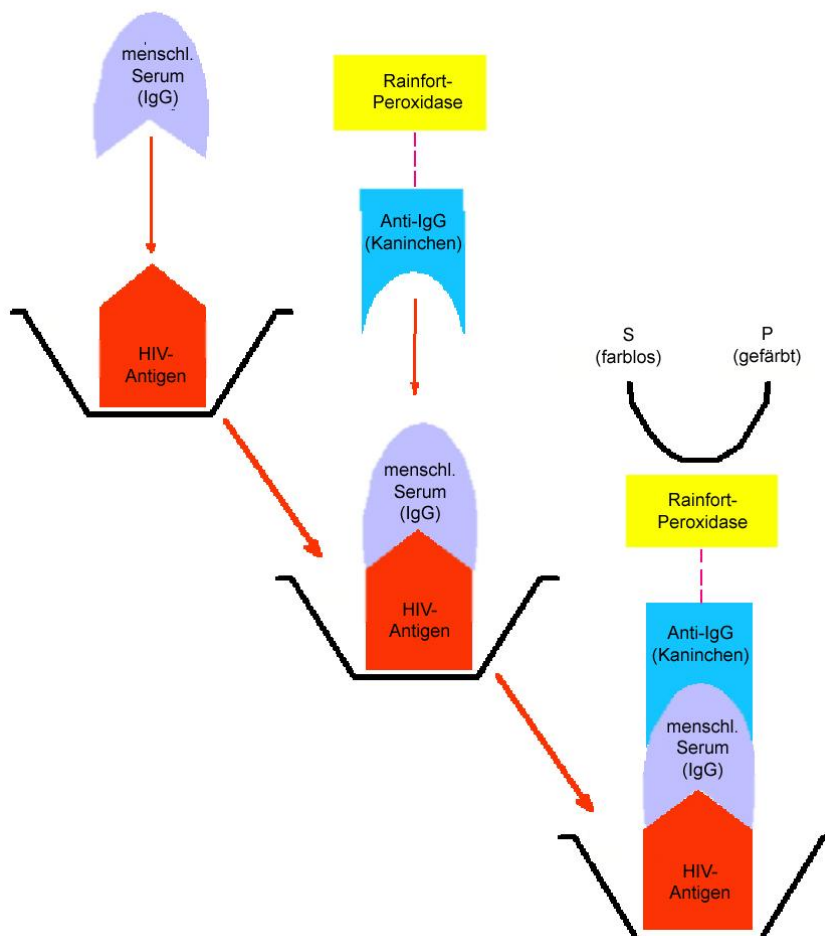 menschl.
Serum
(IgG)
Rainfort-
Peroxidase
Anti-IgG
(Kaninchen)
HIV-
Antigen
S
(farblos)
P
(gefärbt)
menschl.
Serum
(IgG)
HIV-
Antigen
Rainfort-
Peroxidase
Anti-IgG
(Kaninchen)
menschl.
Serum
(IgG)
HIV-
Antigen